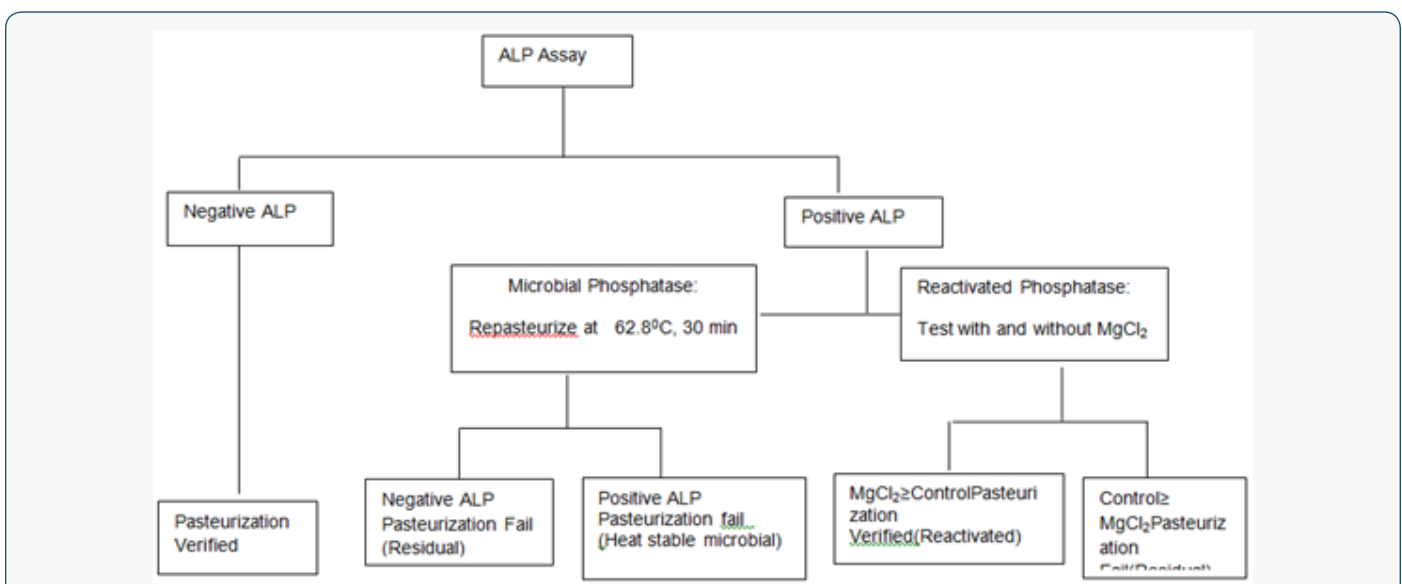 ALP Assay
Negative ALP
Positive ALP
Microbial Phosphatase:
Repasteurize at 62.8⁰C, 30 min
Reactivated Phosphatase:
Test with and without MgCl₂
Pasteurization
Verified
Negative ALP
Pasteurization Fail
(Residual)
Positive ALP
Pasteurization fail
(Heat stable microbial)
MgCl₂≥ControlPasteuri
zation
Verified(Reactivated)
Control≥
MgCl₂Pasteuriz
ation